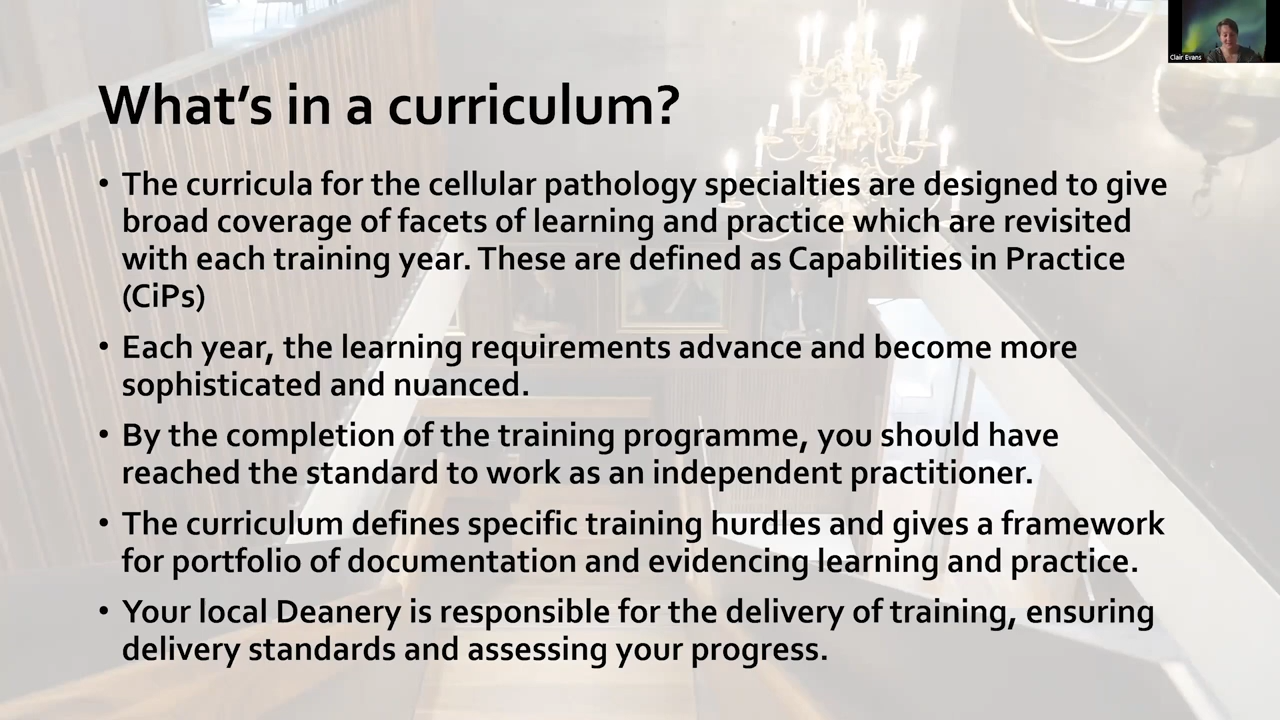 Clair Evans
What's in a curriculum?
• The curricula for the cellular pathology specialties are designed to give
broad coverage of facets of learning and practice which are revisited
with each training year. These are defined as Capabilities in Practice
(CiPs)
• Each year, the learning requirements advance and become more
sophisticated and nuanced.
• By the completion of the training programme, you should have
reached the standard to work as an independent practitioner.
• The curriculum defines specific training hurdles and gives a framework
for portfolio of documentation and evidencing learning and practice.
• Your local Deanery is responsible for the delivery of training, ensuring
delivery standards and assessing your progress.